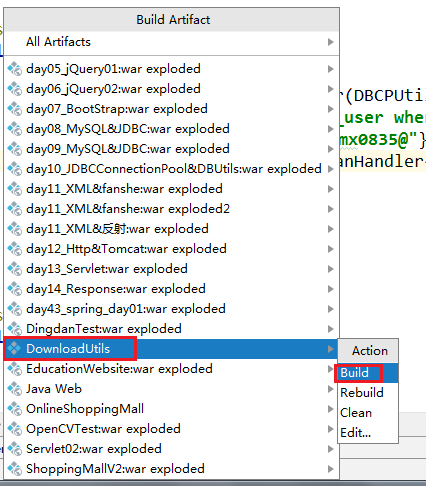 Build Artifact
All Artifacts
day05_jQuery01:war exploded
day06_jQuery02:war exploded
day07_BootStrap:war exploded
day08_MySQL&JDBC:war exploded
day09_MySQL&JDBC:war exploded
day10_JDBCConnectionPool&DBUtils:war exploded
day11_XML&fanshe:war exploded
day11_XML&fanshe:war exploded2
day11_XML&反射:war exploded
day12_Http&Tomcat:war exploded
day13_Servlet:war exploded
day14_Response:war exploded
day43_spring_day01:war exploded
DingdanTest:war exploded
DownloadUtils
EducationWebsite:war exploded
Java Web
OnlineShoppingMall
OpenCVTest:war exploded
Servlet02:war exploded
ShoppingMallV2:war exploded
Action
Build
Rebuild
Clean
Edit...
r(DBCPUtil
_user wher
mx0835@"}
anHandler<